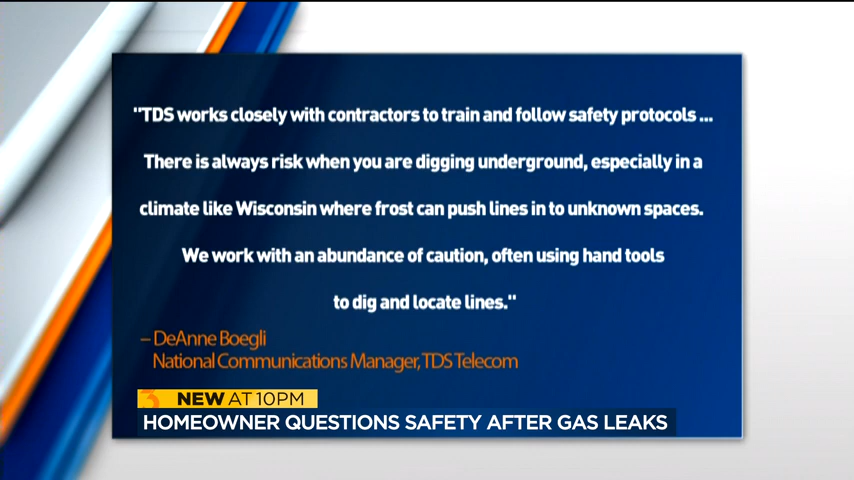 "TDS works closely with contractors to train and follow safety protocols ...
There is always risk when you are digging underground, especially in a
climate like Wisconsin where frost can push lines in to unknown spaces.
We work with an abundance of caution, often using hand tools
to dig and locate lines."
– DeAnne Boegli
National Communications Manager, TDS Telecom
3 NEW AT 10PM
HOMEOWNER QUESTIONS SAFETY AFTER GAS LEAKS